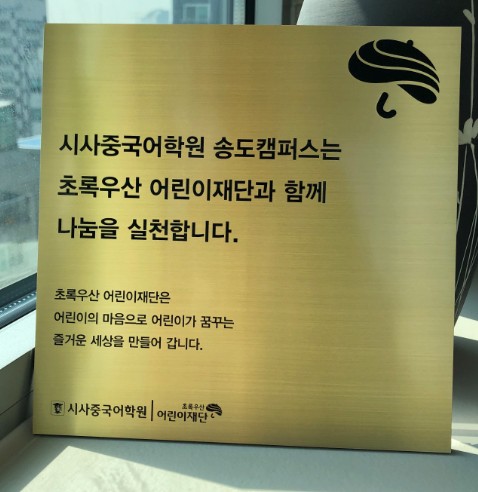 시사중국어학원 송도캠퍼스는
초록우산 어린이재단과 함께
나눔을 실천합니다.
초록우산 어린이재단은
어린이의 마음으로 어린이가 꿈꾸는
즐거운 세상을 만들어 갑니다.
시사중국어학원 | 초록우산
어린이재단